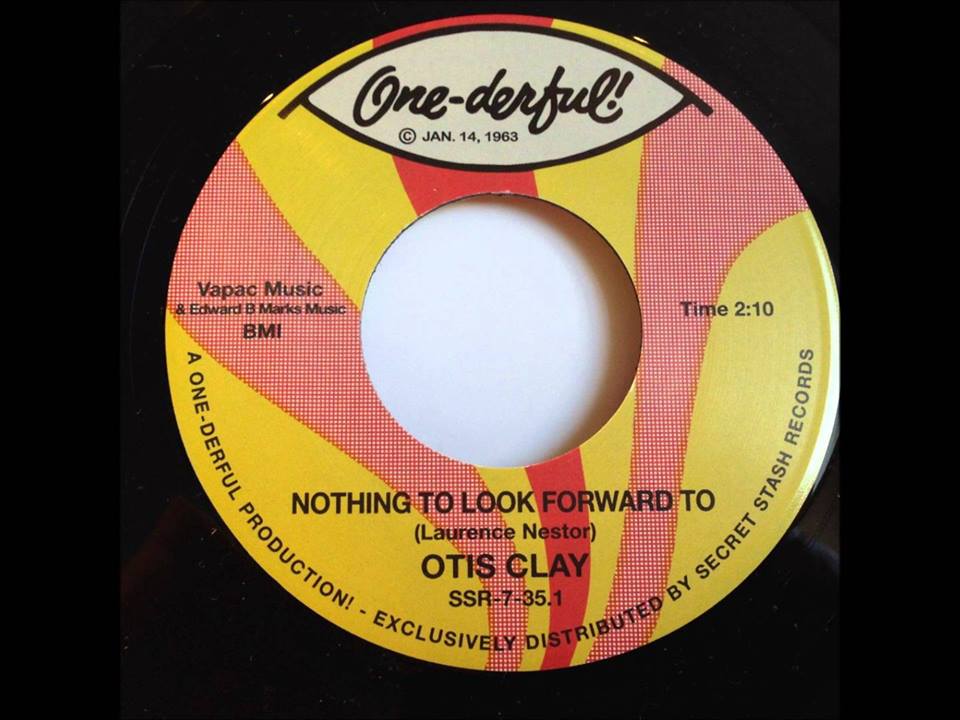 One-derful!
© JAN. 14, 1963
Vapac Music
& Edward B Marks Music
BMI
Time 2:10
NOTHING TO LOOK FORWARD TO
(Laurence Nestor)
OTIS CLAY
SSR-7-35.1
A ONE-DERFUL PRODUCTION! - EXCLUSIVELY DISTRIBUTED BY SECRET STASH RECORDS